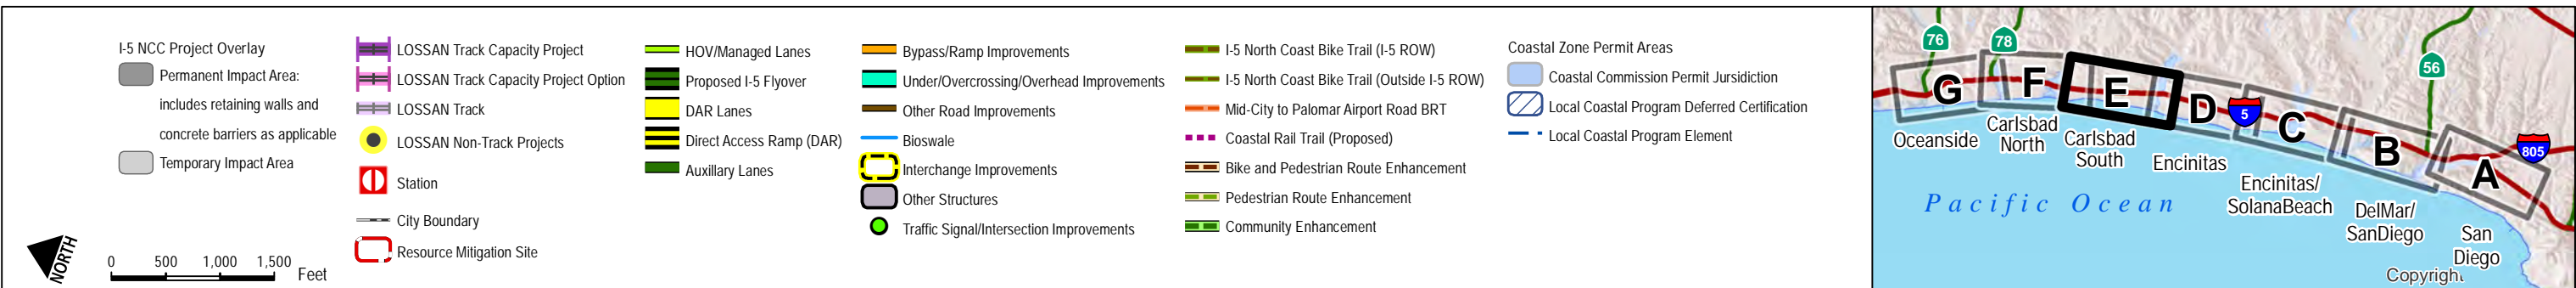 I-5 NCC Project Overlay
Permanent Impact Area:
includes retaining walls and
concrete barriers as applicable
Temporary Impact Area
NORTH
0 500 1,000 1,500
Feet
LOSSAN Track Capacity Project
LOSSAN Track Capacity Project Option
LOSSAN Track
LOSSAN Non-Track Projects
Station
City Boundary
Resource Mitigation Site
HOV/Managed Lanes
Proposed I-5 Flyover
DAR Lanes
Direct Access Ramp (DAR)
Auxillary Lanes
Bypass/Ramp Improvements
Under/Overcrossing/Overhead Improvements
Other Road Improvements
Bioswale
Interchange Improvements
Other Structures
Traffic Signal/Intersection Improvements
I-5 North Coast Bike Trail (I-5 ROW)
I-5 North Coast Bike Trail (Outside I-5 ROW)
Mid-City to Palomar Airport Road BRT
Coastal Rail Trail (Proposed)
Bike and Pedestrian Route Enhancement
Pedestrian Route Enhancement
Community Enhancement
Coastal Zone Permit Areas
Coastal Commission Permit Jursidiction
Local Coastal Program Deferred Certification
Local Coastal Program Element
76
78
56
5
805
G
F
E
D
C
B
A
Oceanside
Carlsbad
North
Carlsbad
South
Encinitas
Encinitas/
SolanaBeach
DelMar/
SanDiego
San
Diego
Pacific Ocean
Copyright